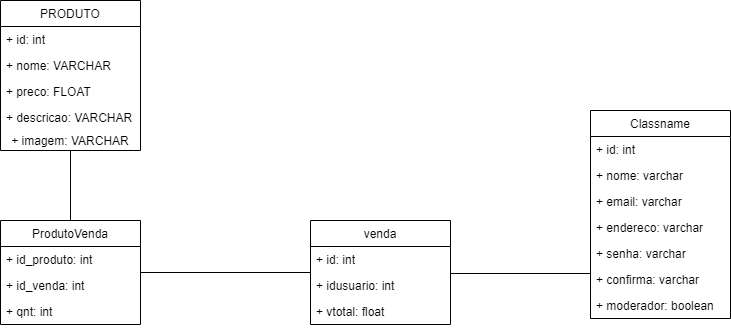 PRODUTO
+ id: int
+ nome: VARCHAR
+ preco: FLOAT
+ descricao: VARCHAR
+ imagem: VARCHAR
ProdutoVenda
+ id_produto: int
+ id_venda: int
+ qnt: int
venda
+ id: int
+ idusuario: int
+ vtotal: float
Classname
+ id: int
+ nome: varchar
+ email: varchar
+ endereco: varchar
+ senha: varchar
+ confirma: varchar
+ moderador: boolean